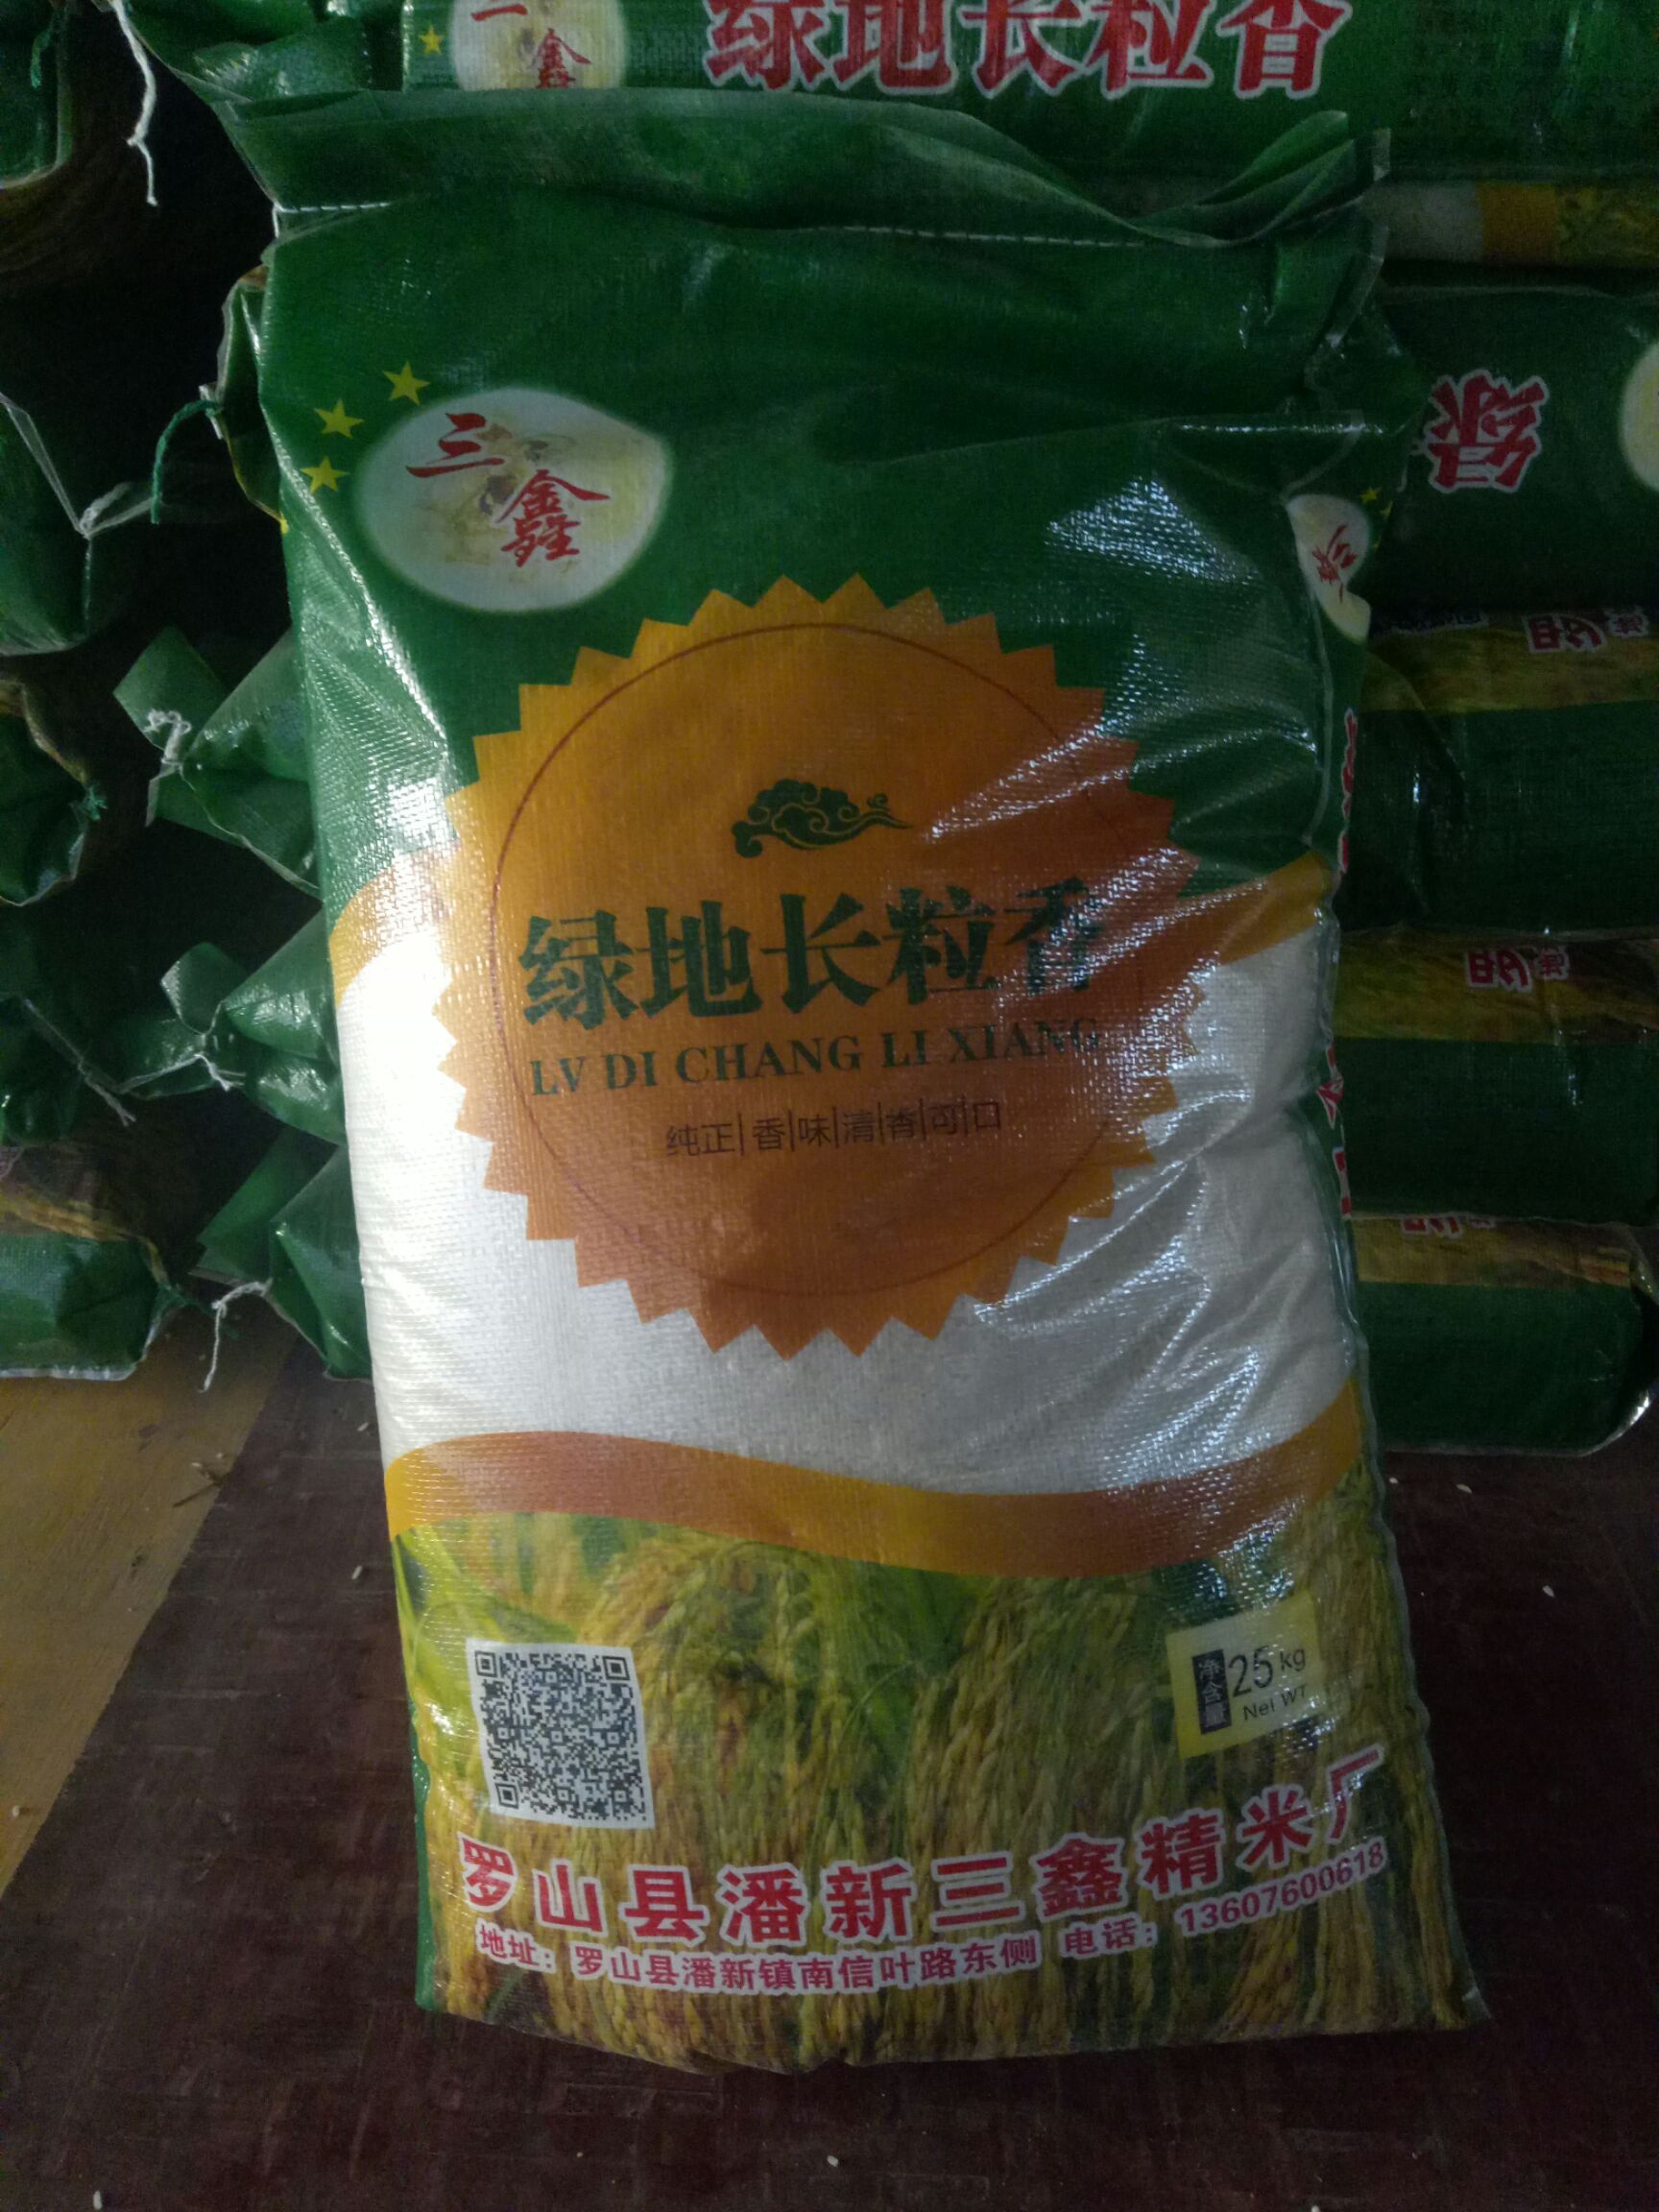 绿地长粒香
三鑫
绿
绿地长粒香
LV DI CHANG LI XIANG
纯正|香|味|清|香|可|口
净含量
25kg
Nei WT
罗山县潘新三鑫精米厂
地址：罗山县潘新镇南信叶路东侧 电话：13607600618